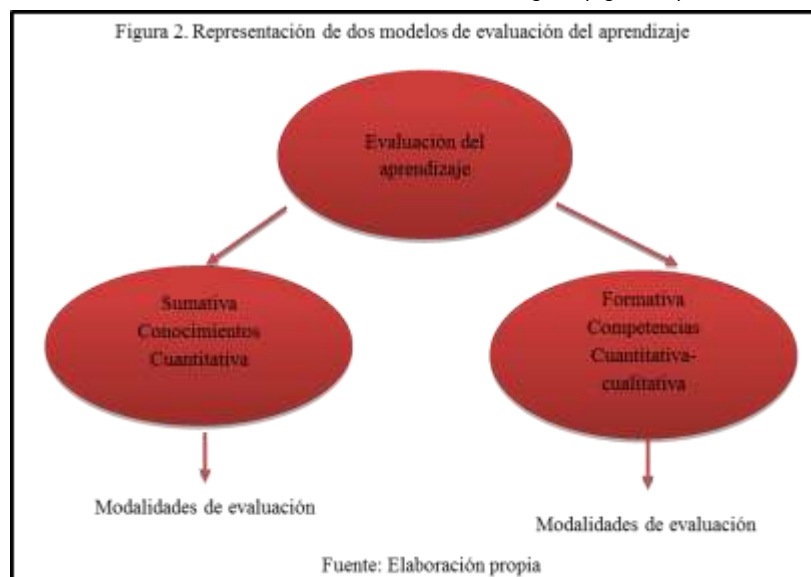 Figura 2. Representación de dos modelos de evaluación del aprendizaje
Evaluación del
aprendizaje
Sumativa
Conocimientos
Cuantitativa
Formativa
Competencias
Cuantitativa-
cualitativa
Modalidades de evaluación
Modalidades de evaluación
Fuente: Elaboración propia